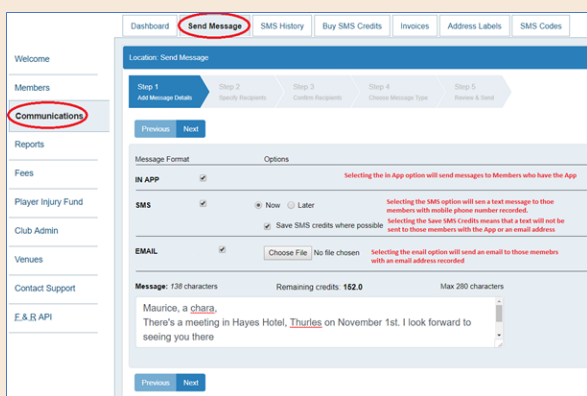 Dashboard Send Message SMS History Buy SMS Credits Invoices Address Labels SMS Codes
Welcome
Members
Communications
Reports
Fees
Player Injury Fund
Club Admin
Venues
Contact Support
F & R API
Location: Send Message
Step 1 Step 2 Step 3 Step 4 Step 5
Add Message Details Specify Recipients Confirm Recipients Choose Message Type Review & Send
Previous Next
Message Format Options
IN APP Selecting the in App option will send messages to Members who have the App
SMS Now Later Selecting the SMS option will sen a text message to thoe
members with mobile phone number recorded.
Save SMS credits where possible Selecting the Save SMS Credits means that a text will not be
sent to those members with the App or an email address
EMAIL Choose File No file chosen Selecting the email option will send an email to those memebrs
with an email address recorded
Message: 138 characters Remaining credits: 152.0 Max 280 characters
Maurice, a chara,
There's a meeting in Hayes Hotel, Thurles on November 1st. I look forward to
seeing you there
Previous Next